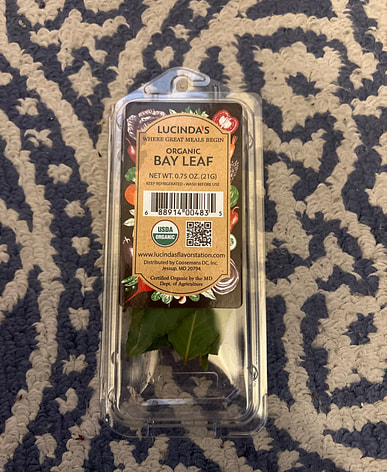 LUCINDA'S
WHERE GREAT MEALS BEGIN
ORGANIC
BAY LEAF
NET WT. 0.75 OZ. (21G)
KEEP REFRIGERATED • WASH BEFORE USE
6 88914 00483 5
USDA
ORGANIC
www.lucindasflavorstation.com
Distributed by Coosemans DC, Inc.
Jessup, MD 20794
Certified Organic by the MD
Dept. of Agriculture